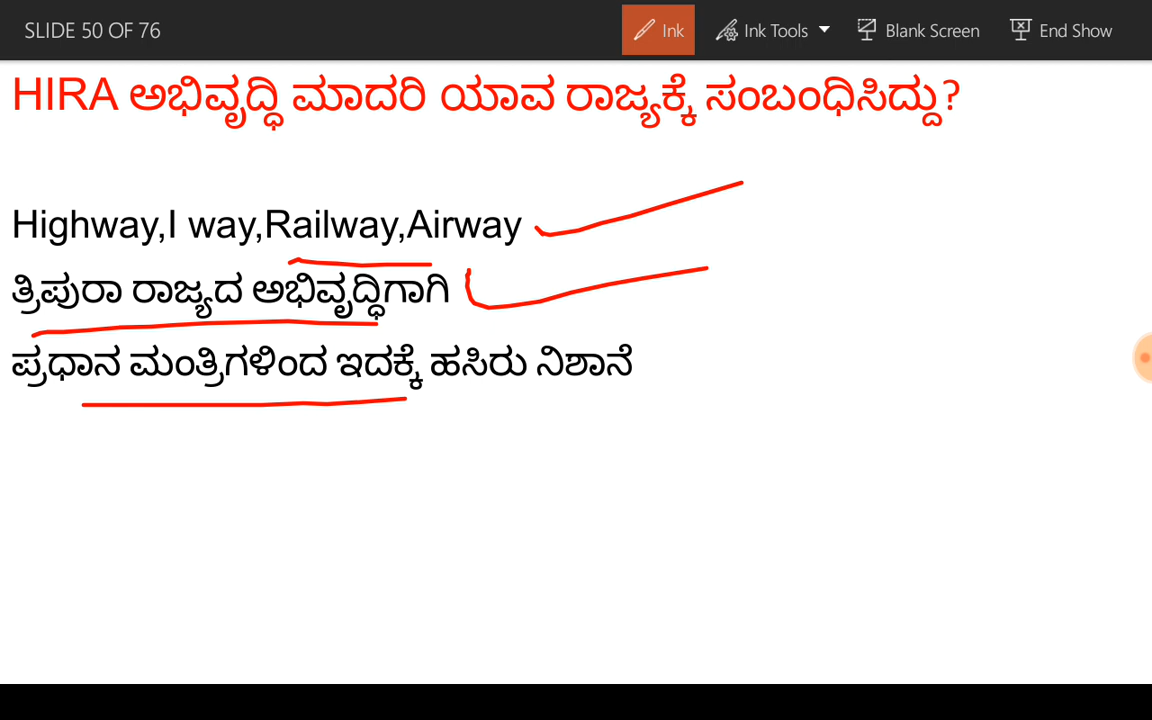 SLIDE 50 OF 76 Ink Ink Tools Blank Screen End Show
HIRA ಅಭಿವೃದ್ಧಿ ಮಾದರಿ ಯಾವ ರಾಜ್ಯಕ್ಕೆ ಸಂಬಂಧಿಸಿದ್ದು?
Highway,I way,Railway,Airway
ತ್ರಿಪುರಾ ರಾಜ್ಯದ ಅಭಿವೃದ್ಧಿಗಾಗಿ
ಪ್ರಧಾನ ಮಂತ್ರಿಗಳಿಂದ ಇದಕ್ಕೆ ಹಸಿರು ನಿಶಾನೆ